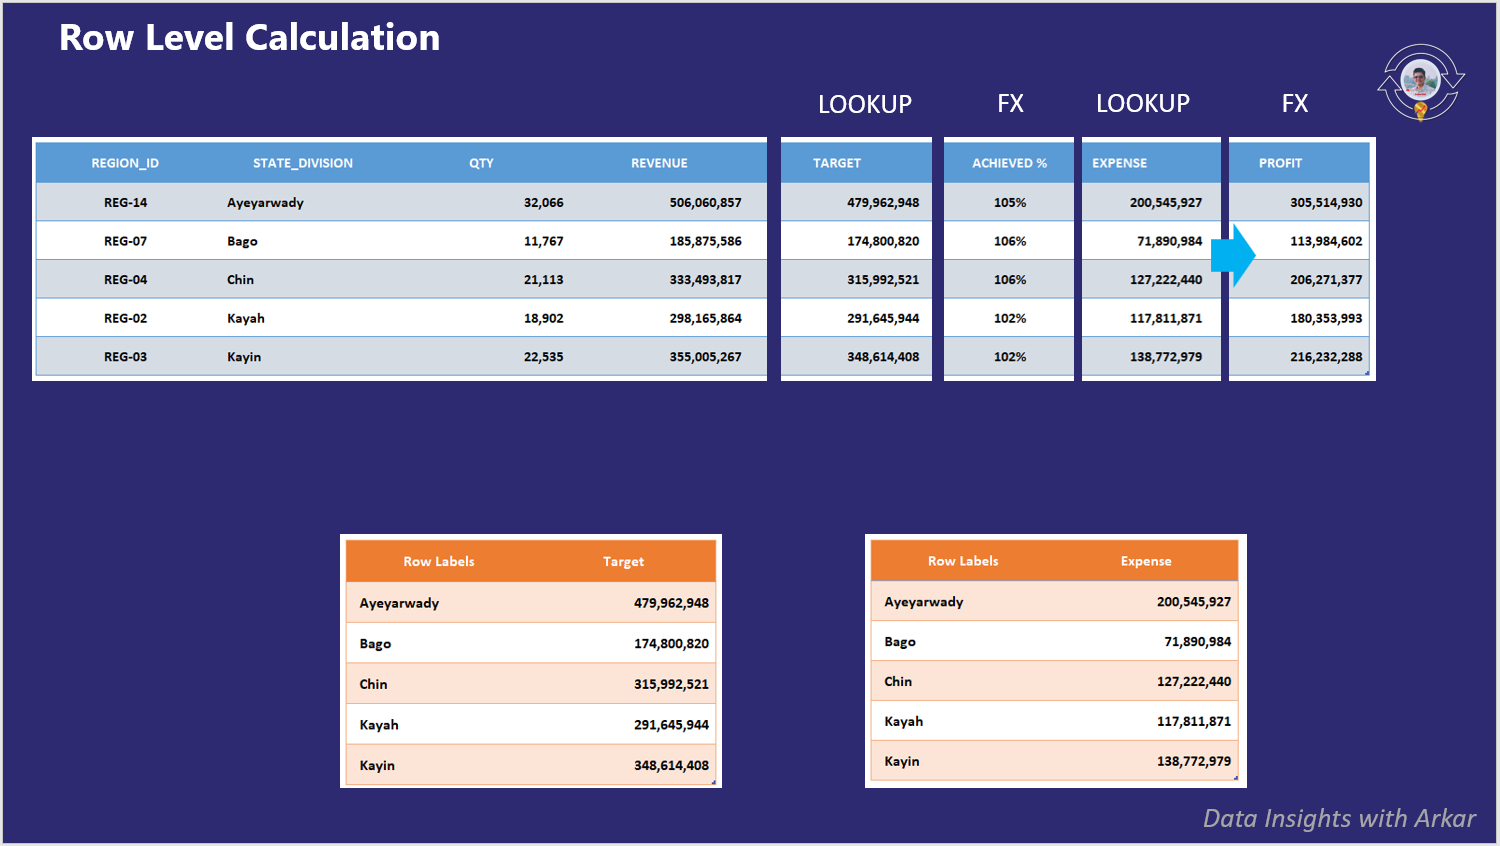 Row Level Calculation
LOOKUP FX LOOKUP FX
REGION_ID STATE_DIVISION QTY REVENUE TARGET ACHIEVED % EXPENSE PROFIT
REG-14 Ayeyarwady 32,066 506,060,857 479,962,948 105% 200,545,927 305,514,930
REG-07 Bago 11,767 185,875,586 174,800,820 106% 71,890,984 113,984,602
REG-04 Chin 21,113 333,493,817 315,992,521 106% 127,222,440 206,271,377
REG-02 Kayah 18,902 298,165,864 291,645,944 102% 117,811,871 180,353,993
REG-03 Kayin 22,535 355,005,267 348,614,408 102% 138,772,979 216,232,288
Row Labels Target
Ayeyarwady 479,962,948
Bago 174,800,820
Chin 315,992,521
Kayah 291,645,944
Kayin 348,614,408
Row Labels Expense
Ayeyarwady 200,545,927
Bago 71,890,984
Chin 127,222,440
Kayah 117,811,871
Kayin 138,772,979
Data Insights with Arkar